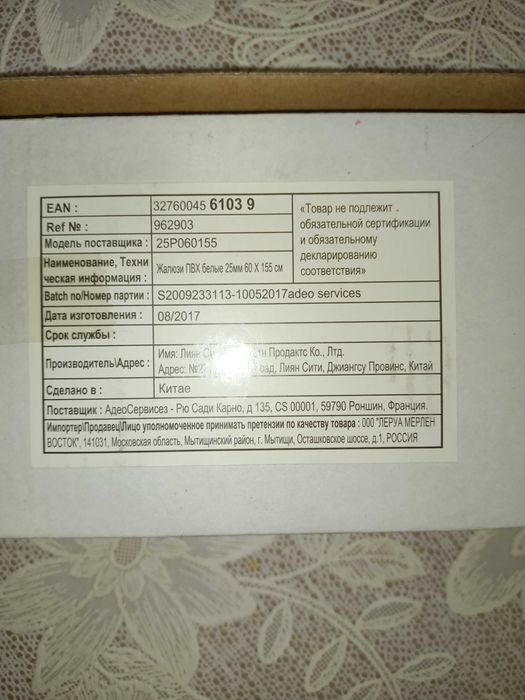 EAN : 32760045 6103 9
Ref № : 962903
Модель поставщика : 25P060155
«Товар не подлежит .
обязательной сертификации
и обязательному
декларированию
соответствия»
Наименование, Техни
ческая информация : Жалюзи ПВХ белые 25мм 60 X 155 см
Batch no/Номер партии : S2009233113-10052017adeo services
Дата изготовления : 08/2017
Срок службы :
Производитель\Адрес :
Имя: Лиян Продактс Ко., Лтд.
Адрес: Лиян Сити, Джиангсу Провинс, Китай
Сделано в : Китае
Поставщик : АдеоСервисез - Рю Сади Карно, д 135, CS 00001, 59790 Роншин, Франция.
Импортер\Продавец\Лицо уполномоченное принимать претензии по качеству товара : ООО "ЛЕРУА МЕРЛЕН
ВОСТОК", 141031, Московская область, Мытищинский район, г. Мытищи, Осташковское шоссе, д.1, РОССИЯ